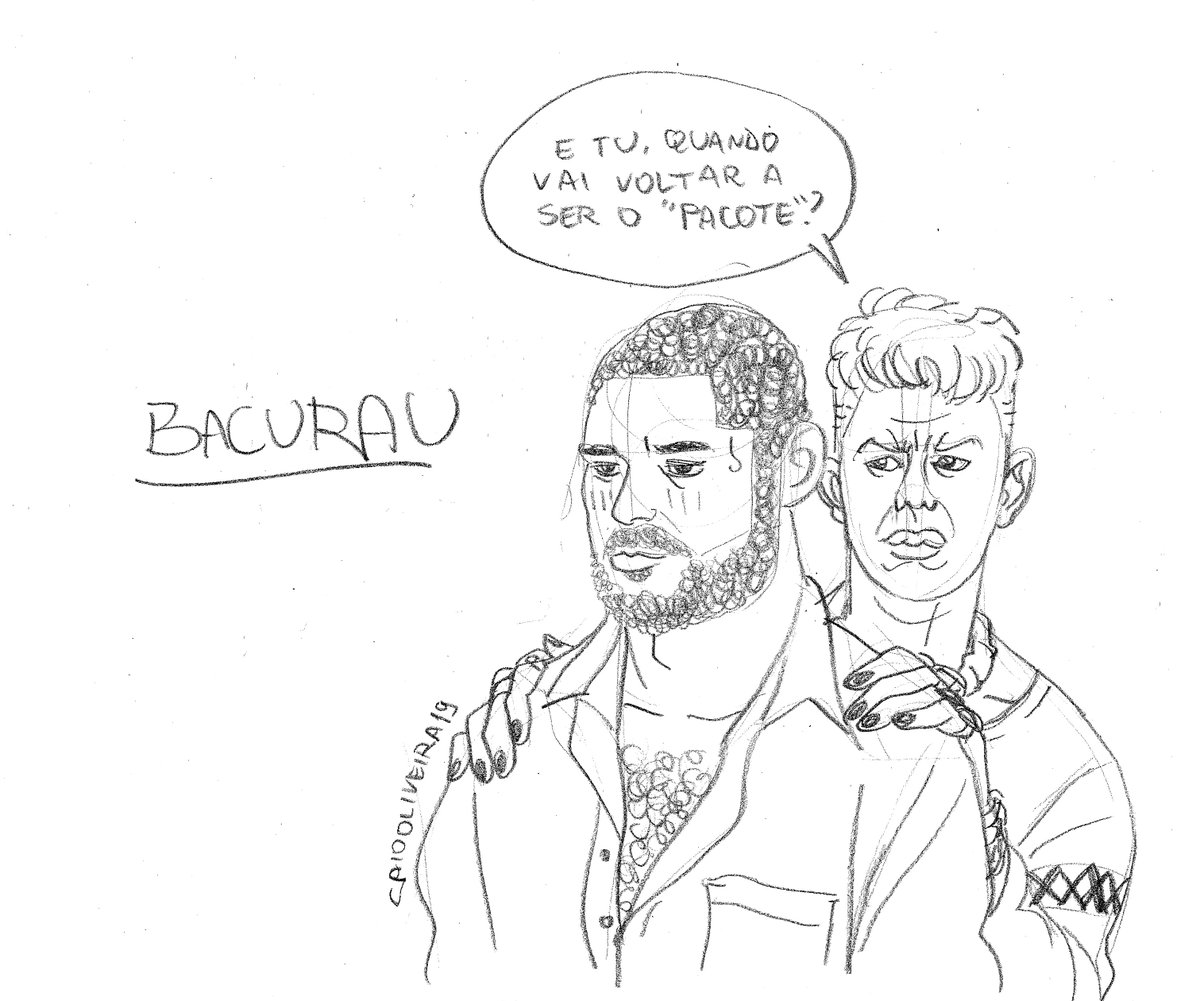 E TU, QUANDO
VAI VOLTAR A
SER O "PACOTE"?
BACURAU
CAIOOLIVEIRA19